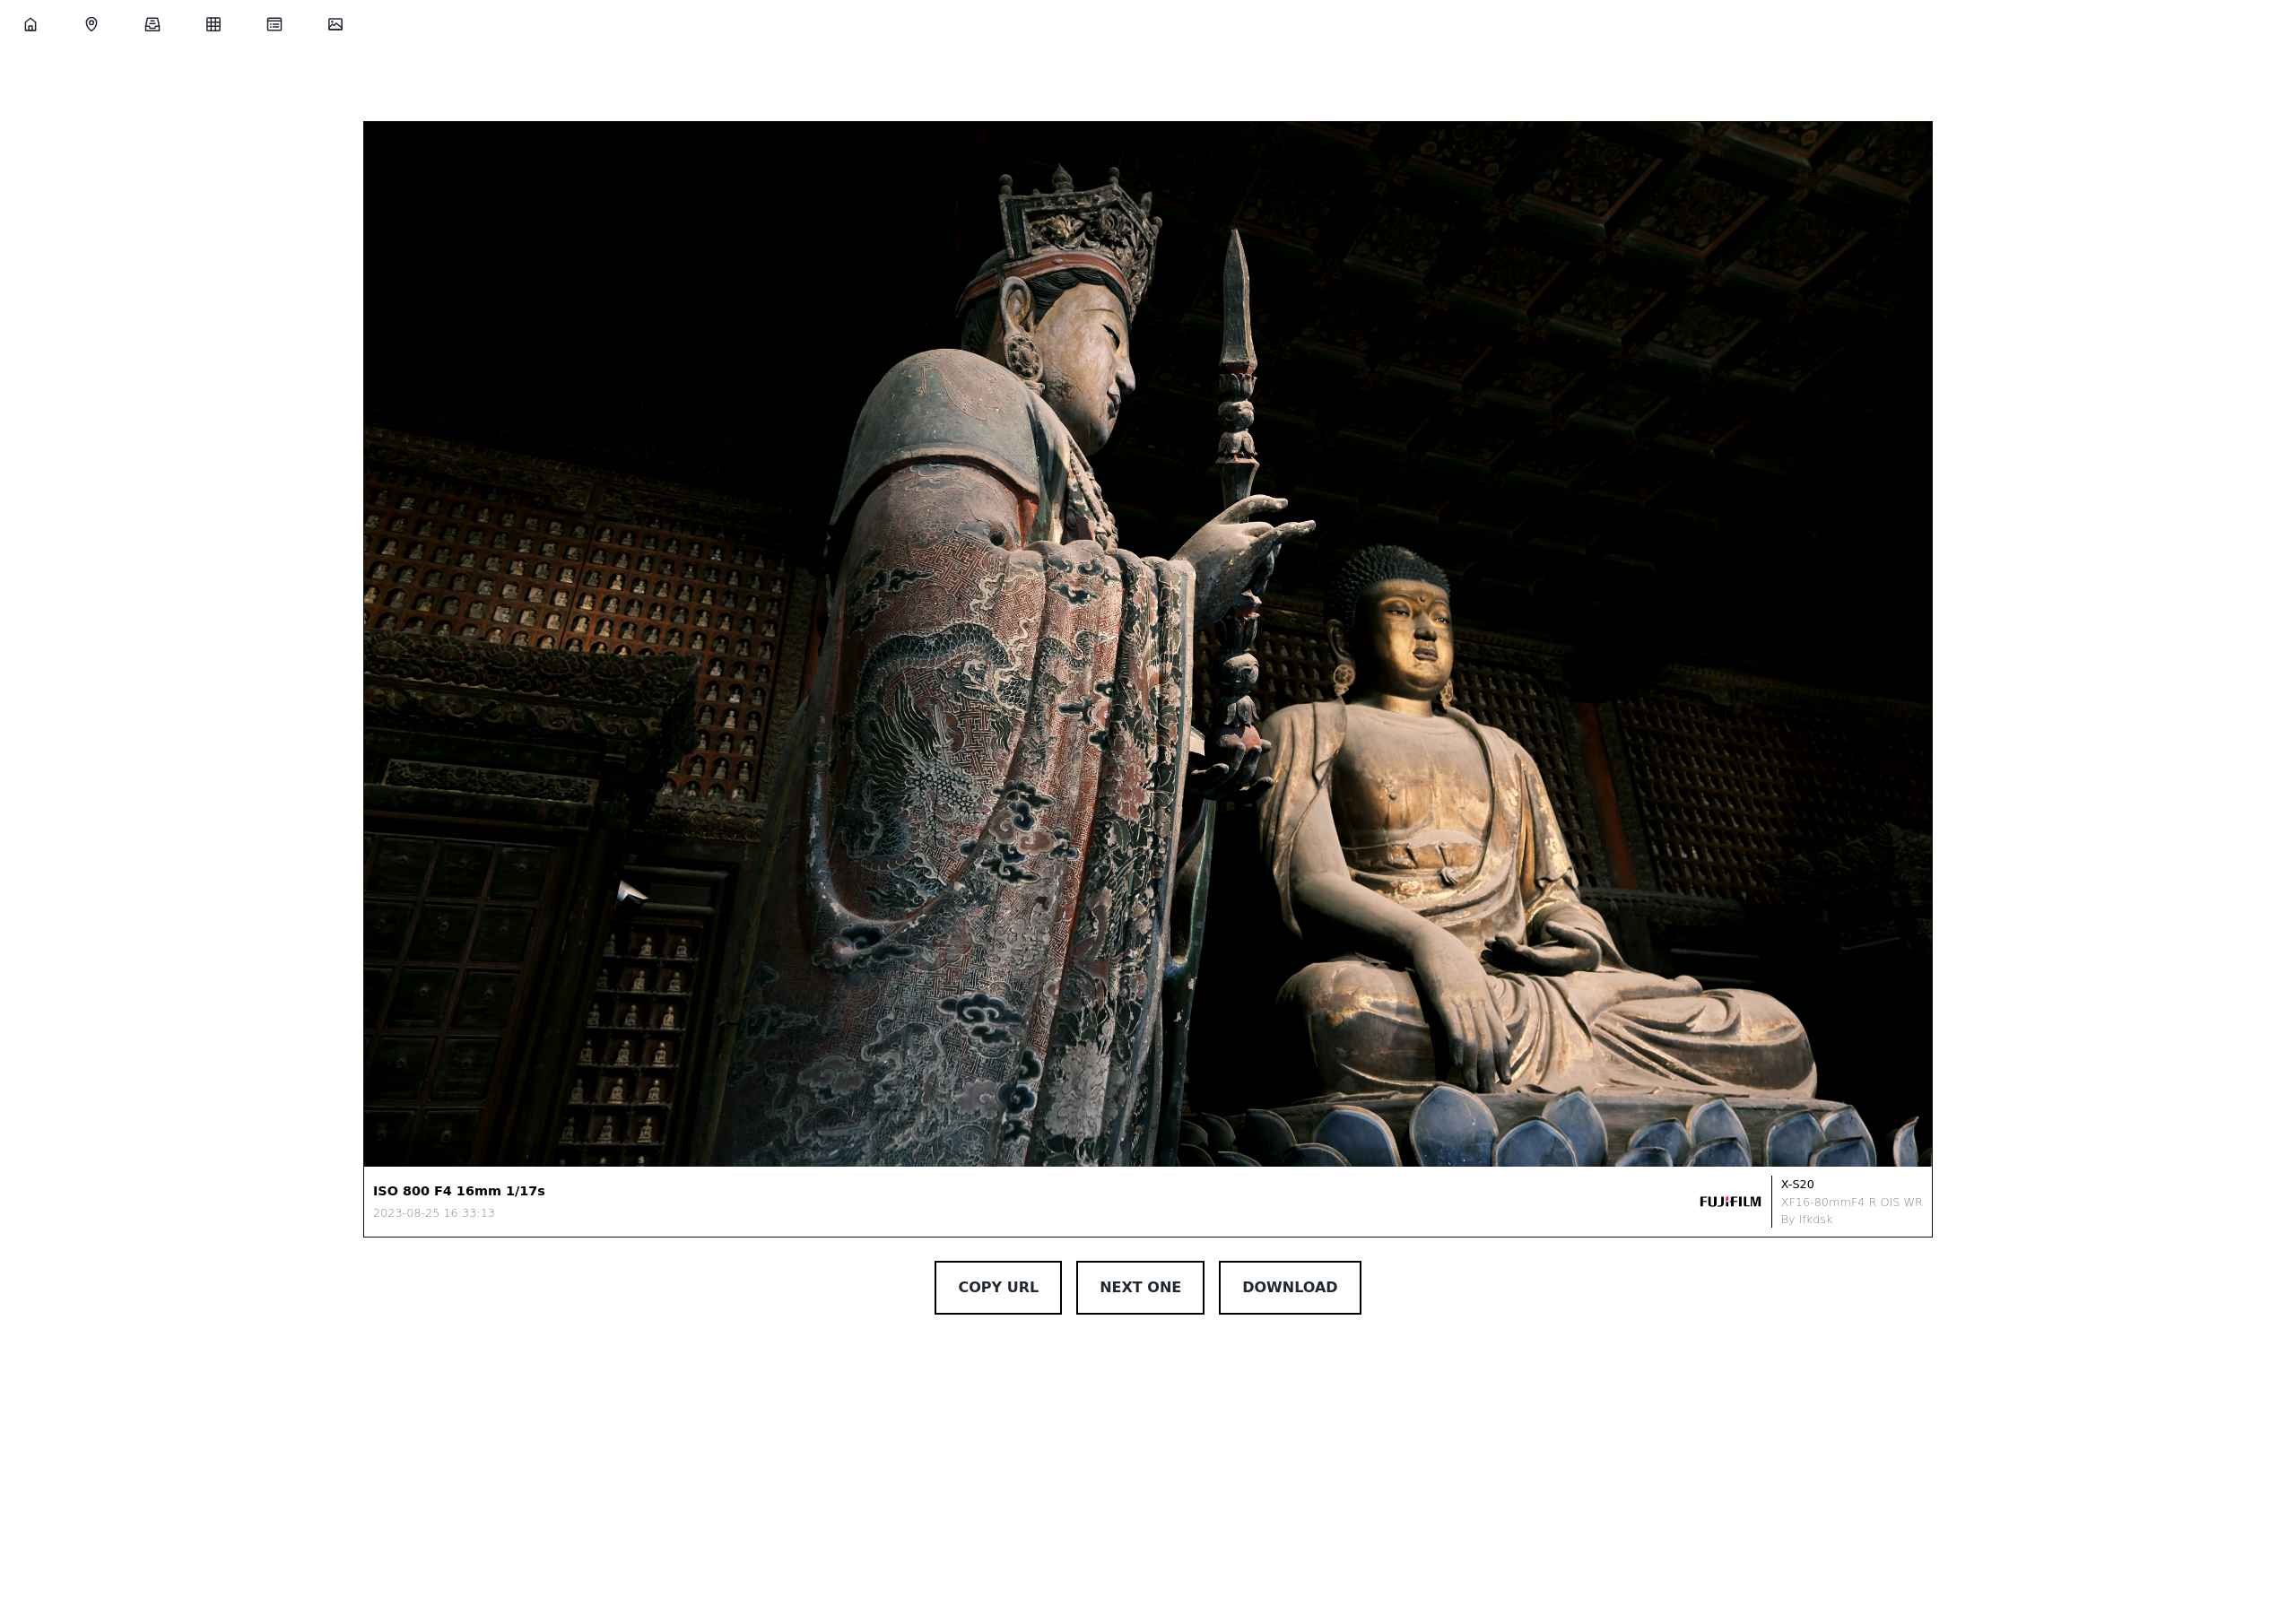 ISO 800 F4 16mm 1/17s
2023-08-25 16:33:13
FUJIFILM
X-S20
XF16-80mmF4 R OIS WR
By lfkdsk
COPY URL
NEXT ONE
DOWNLOAD